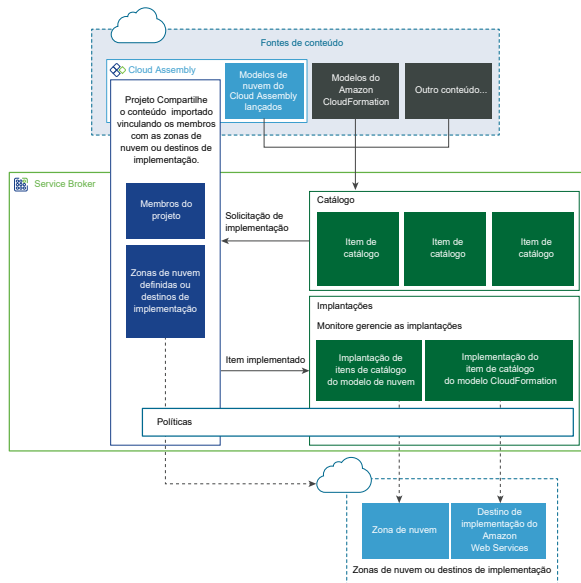 Fontes de conteúdo
Cloud Assembly
Modelos de
nuvem do
Cloud Assembly
lançados
Modelos do
Amazon
CloudFormation
Outro conteúdo...
Projeto Compartilhe
o conteúdo importado
vinculando os membros
com as zonas de
nuvem ou destinos de
implementação.
Service Broker
Membros do
projeto
Zonas de nuvem
definidas ou
destinos de
implementação
Solicitação de
implementação
Catálogo
Item de
catálogo
Item de
catálogo
Item de
catálogo
Implantações
Monitore gerencie as implantações
Item implementado
Implantação de
itens de catálogo
do modelo de nuvem
Implementação do
item de catálogo
do modelo CloudFormation
Políticas
Zona de nuvem
Destino de
implementação do
Amazon
Web Services
Zonas de nuvem ou destinos de implementação